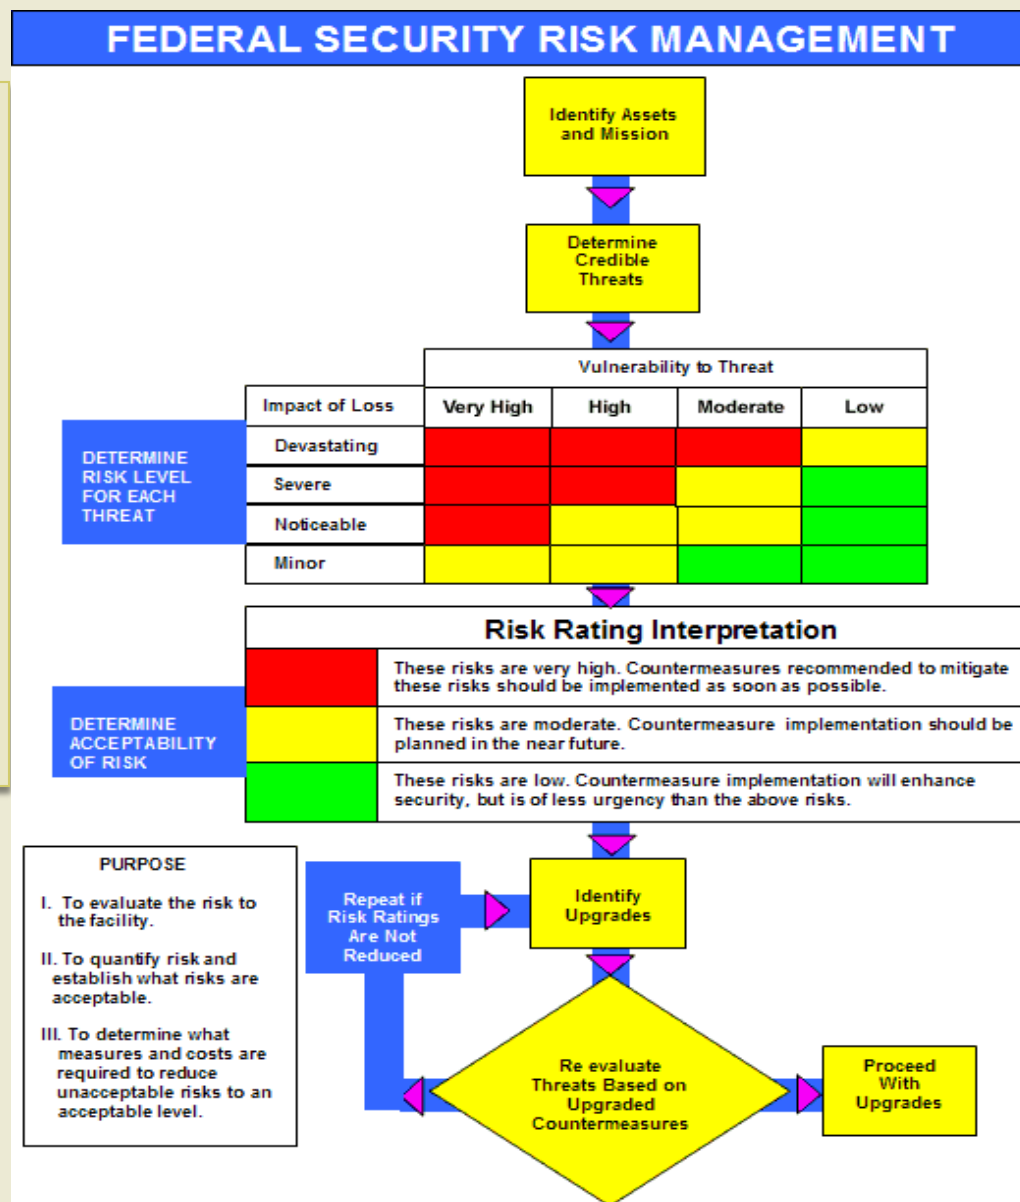 FEDERAL SECURITY RISK MANAGEMENT
Identify Assets
and Mission
Determine
Credible
Threats
Vulnerability to Threat
Impact of Loss
Very High
High
Moderate
Low
DETERMINE
RISK LEVEL
FOR EACH
THREAT
Devastating
Severe
Noticeable
Minor
Risk Rating Interpretation
These risks are very high. Countermeasures recommended to mitigate
these risks should be implemented as soon as possible.
DETERMINE
ACCEPTABILITY
OF RISK
These risks are moderate. Countermeasure implementation should be
planned in the near future.
These risks are low. Countermeasure implementation will enhance
security, but is of less urgency than the above risks.
PURPOSE
I. To evaluate the risk to
the facility.
II. To quantify risk and
establish what risks are
acceptable.
III. To determine what
measures and costs are
required to reduce
unacceptable risks to an
acceptable level.
Repeat if
Risk Ratings
Are Not
Reduced
Identify
Upgrades
Re evaluate
Threats Based on
Upgraded
Countermeasures
Proceed
With
Upgrades